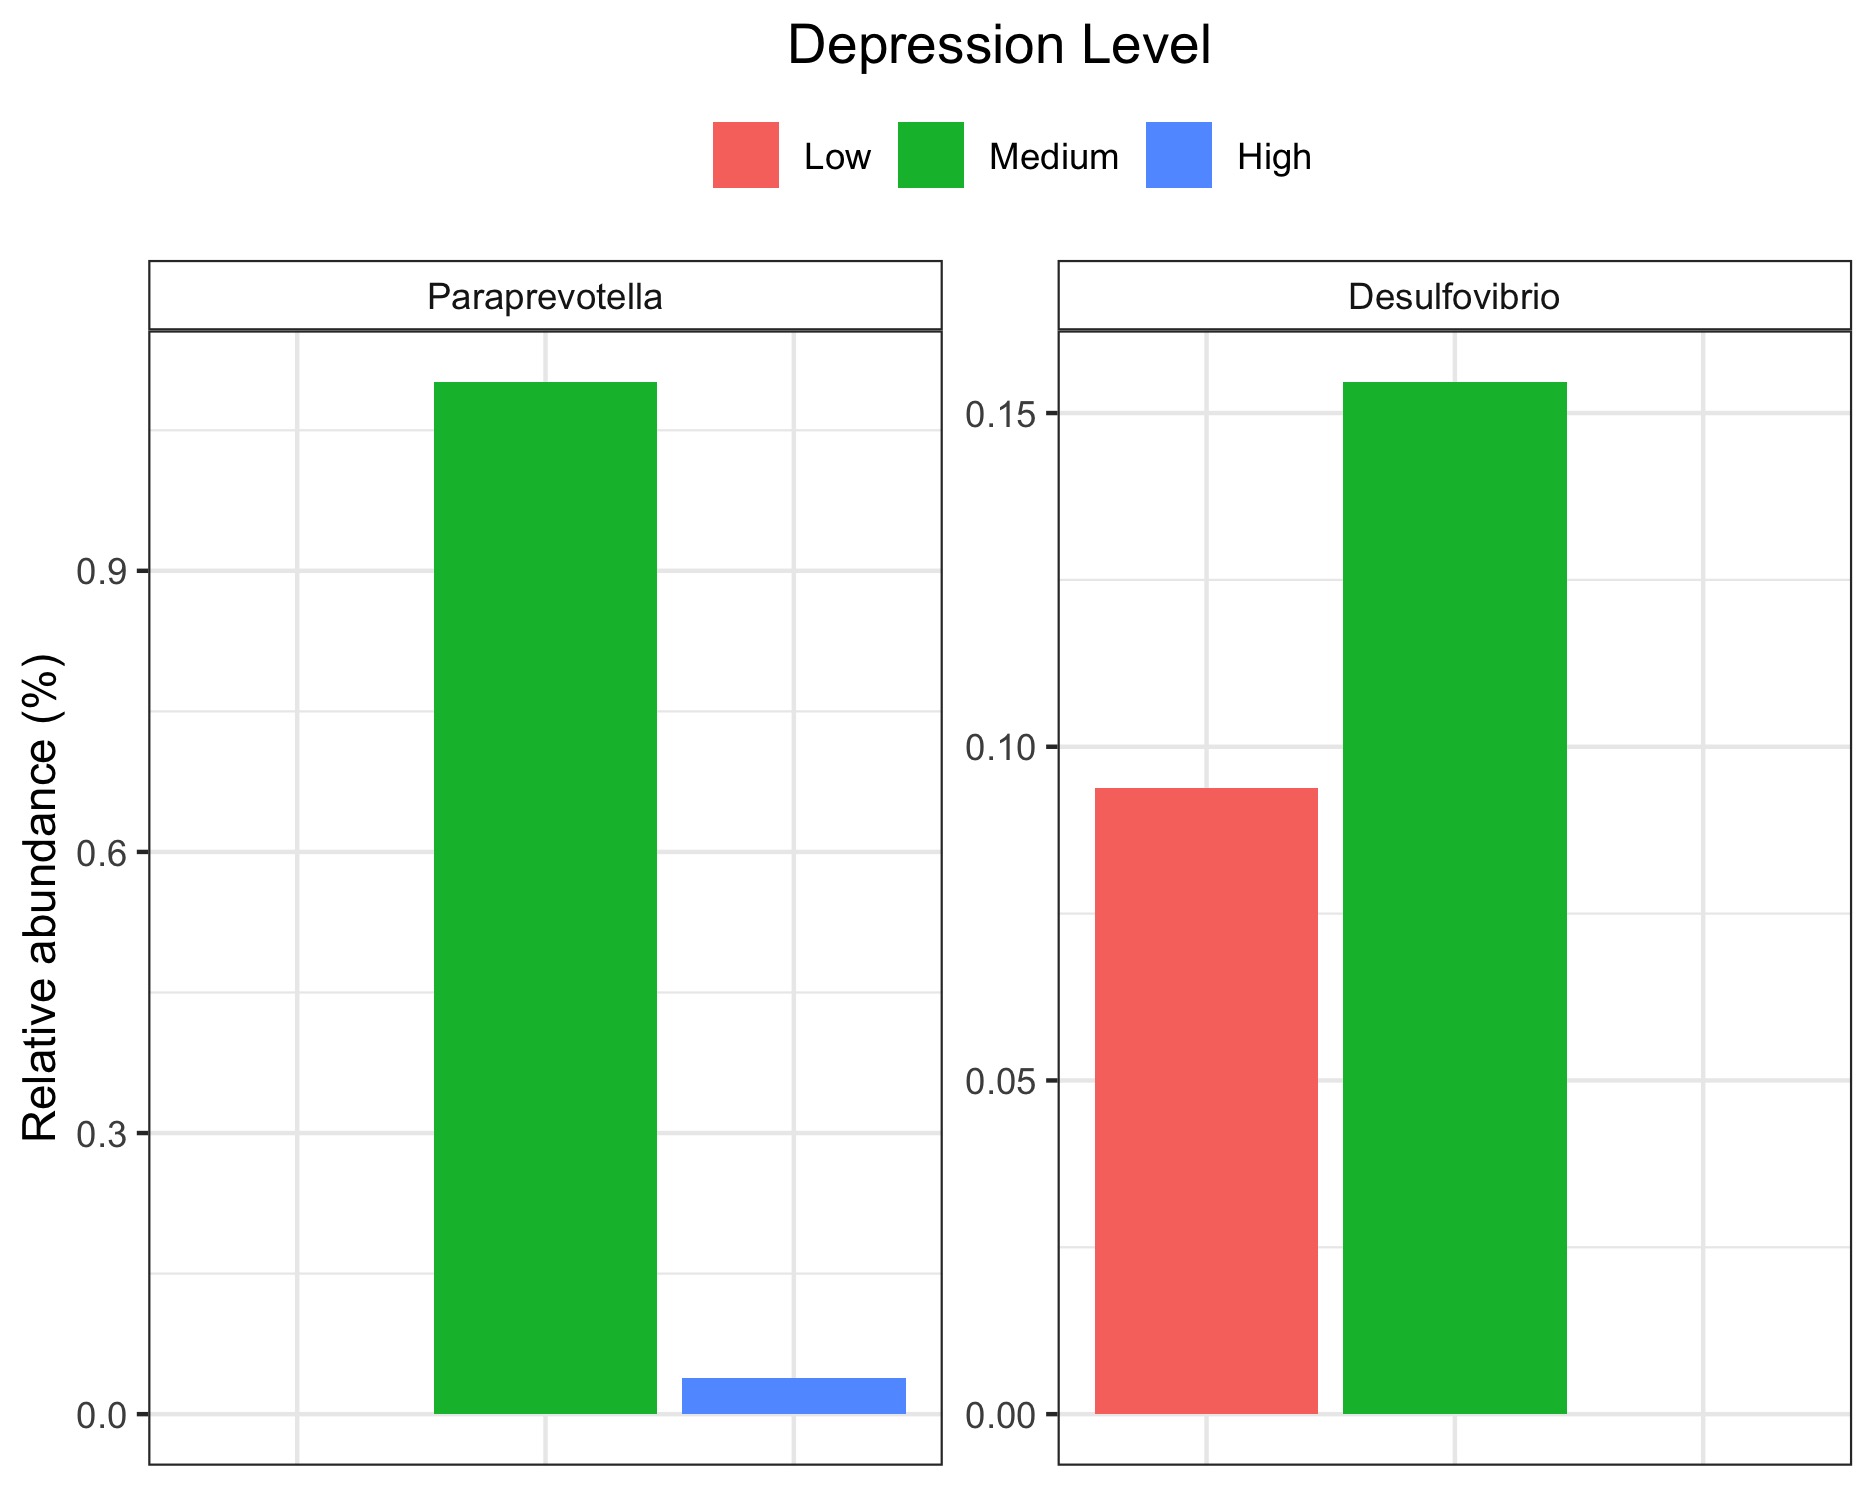 Depression Level
Low Medium High
Paraprevotella
Desulfovibrio
Relative abundance (%)
0.9
0.6
0.3
0.0
0.15
0.10
0.05
0.00